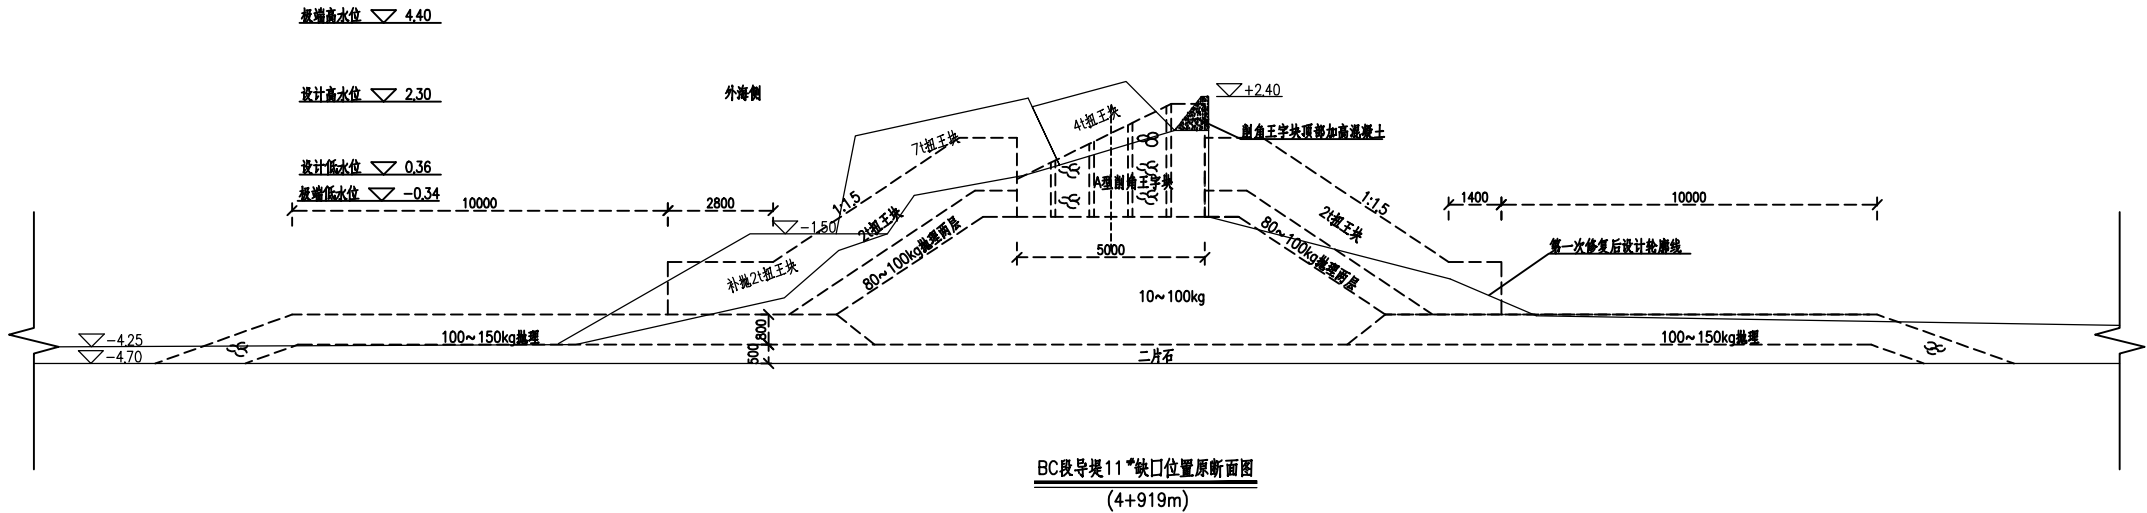 极端高水位 4.40
设计高水位 2.30
外海侧
+2.40
4t扭王块
7t扭王块
削角王字块顶部加高混凝土
设计低水位 0.36
极端低水位 -0.34
A型削角王字块
10000
2800
1:1.5
1:1.5
1400
10000
-1.50
2t扭王块
2t扭王块
80~100kg抛理两层
80~100kg抛理两层
5000
第一次修复后设计轮廓线
补抛2t扭王块
10~100kg
-4.25
100~150kg抛理
800
100~150kg抛理
-4.70
500
二片石
BC段导堤11#缺口位置原断面图
(4+919m)